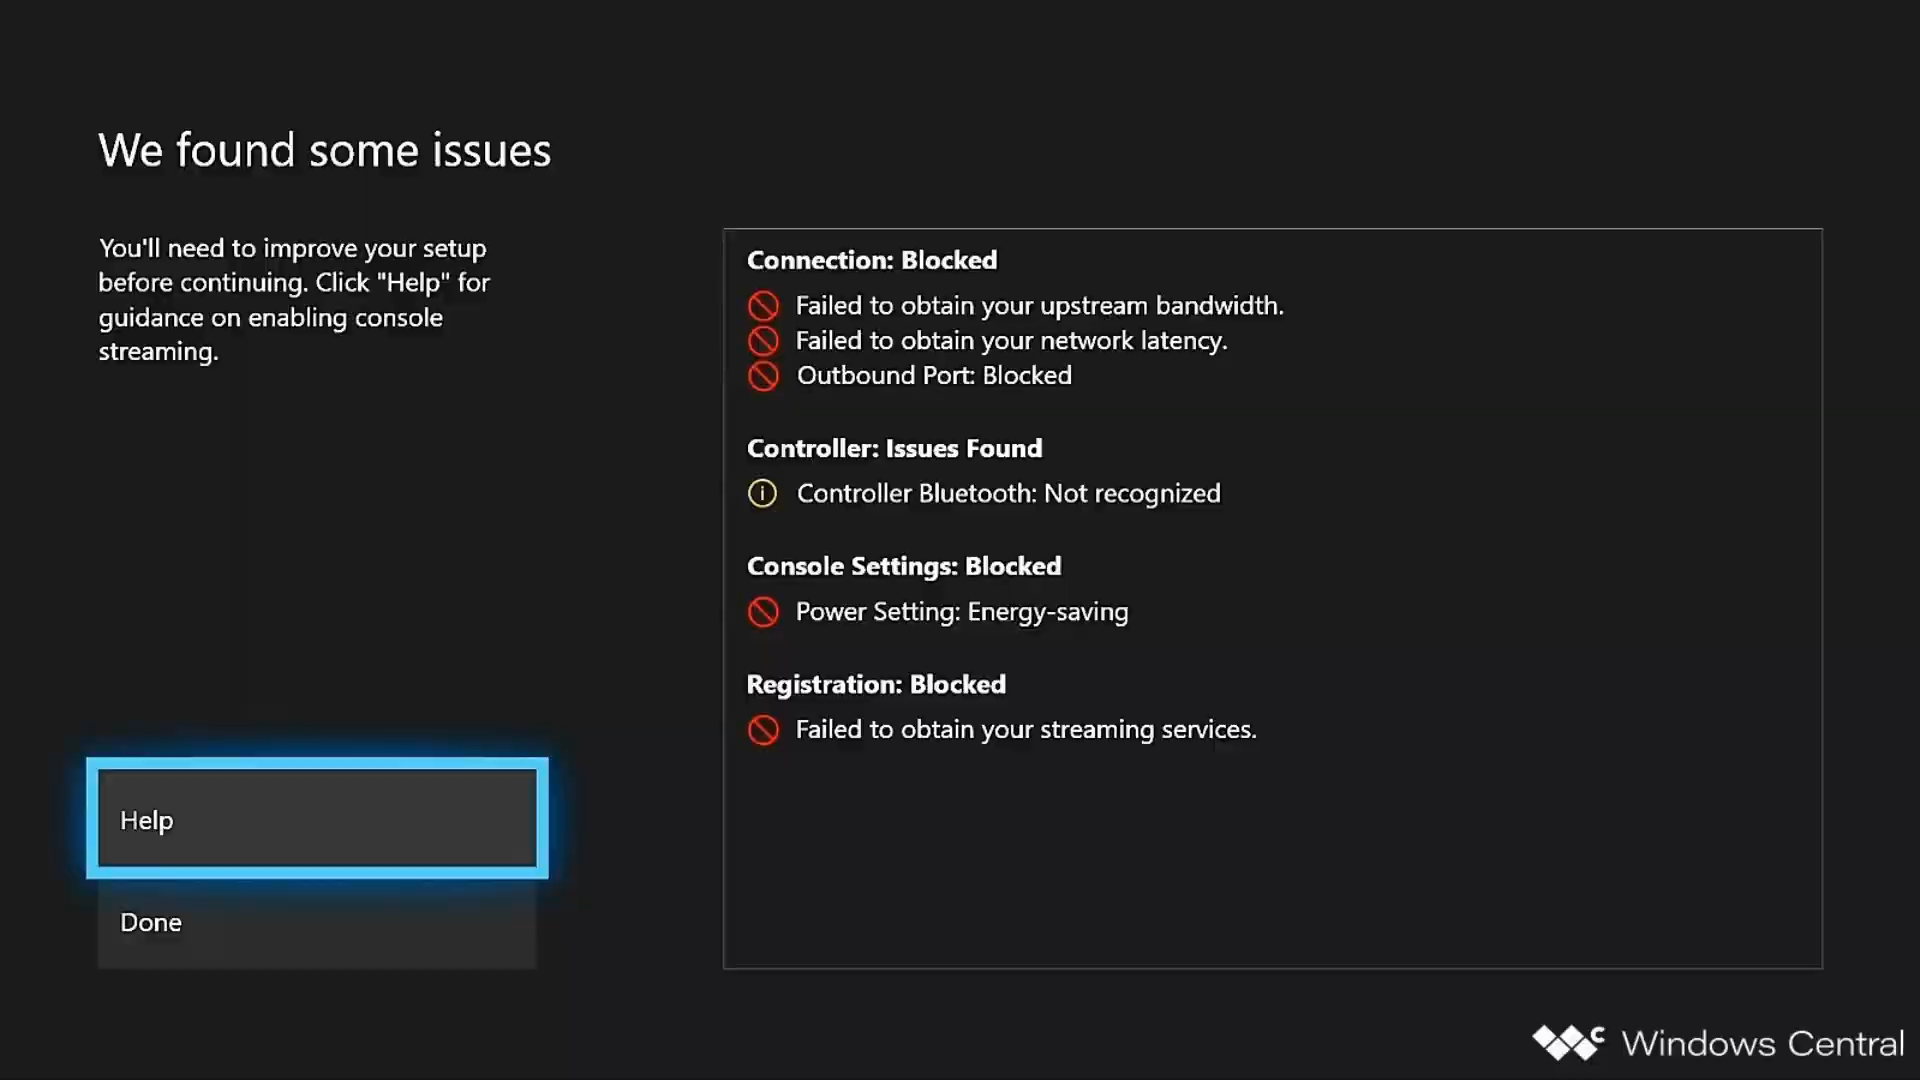 We found some issues
You'll need to improve your setup
before continuing. Click "Help" for
guidance on enabling console
streaming.
Connection: Blocked
Failed to obtain your upstream bandwidth.
Failed to obtain your network latency.
Outbound Port: Blocked
Controller: Issues Found
Controller Bluetooth: Not recognized
Console Settings: Blocked
Power Setting: Energy-saving
Registration: Blocked
Failed to obtain your streaming services.
Help
Done
Windows Central